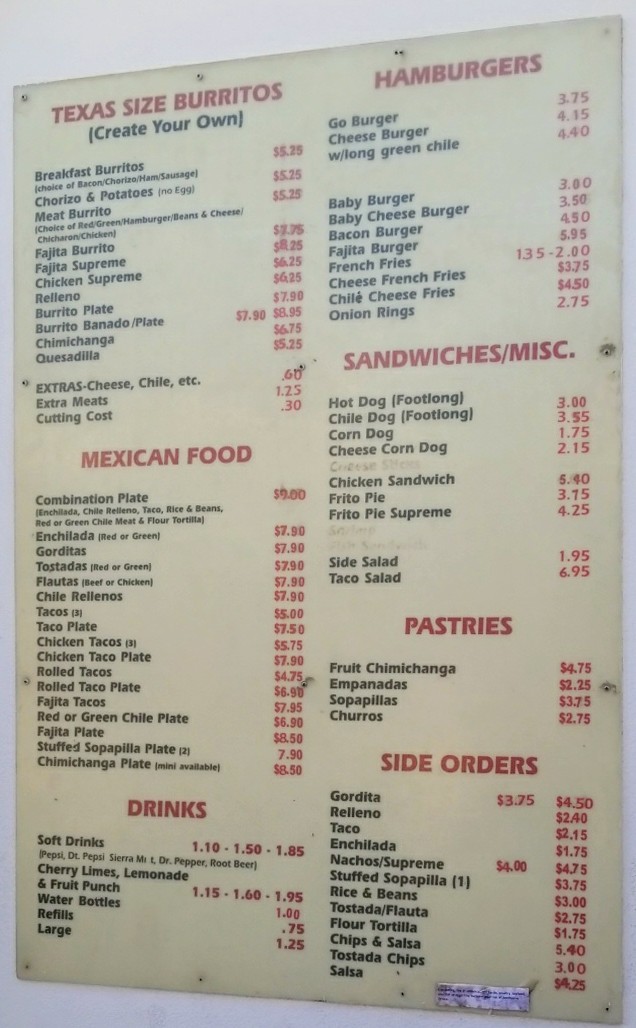 TEXAS SIZE BURRITOS
(Create Your Own)
Breakfast Burritos $5.25
(choice of Bacon/Chorizo/Ham/Sausage)
Chorizo & Potatoes (no Egg) $5.25
Meat Burrito $5.25
(Choice of Red/Green/Hamburger/Beans & Cheese/
Chicharon/Chicken)
Fajita Burrito $7.75
Fajita Supreme $8.25
Chicken Supreme $6.25
Relleno $6.25
Burrito Plate $7.90
Burrito Banado/Plate $7.90 $8.95
Chimichanga $6.75
Quesadilla $5.25
EXTRAS-Cheese, Chile, etc. .60
Extra Meats 1.25
Cutting Cost .30
MEXICAN FOOD
Combination Plate $9.00
(Enchilada, Chile Relleno, Taco, Rice & Beans,
Red or Green Chile Meat & Flour Tortilla)
Enchilada (Red or Green) $7.90
Gorditas $7.90
Tostadas (Red or Green) $7.90
Flautas (Beef or Chicken) $7.90
Chile Rellenos $7.90
Tacos (3) $5.00
Taco Plate $7.50
Chicken Tacos (3) $5.75
Chicken Taco Plate $7.90
Rolled Tacos $4.75
Rolled Taco Plate $6.90
Fajita Tacos $7.95
Red or Green Chile Plate $6.90
Fajita Plate $8.50
Stuffed Sopapilla Plate (2) 7.90
Chimichanga Plate (mini available) $8.50
DRINKS
Soft Drinks 1.10 - 1.50 - 1.85
(Pepsi, Dt. Pepsi Sierra Mi t, Dr. Pepper, Root Beer)
Cherry Limes, Lemonade
& Fruit Punch 1.15 - 1.60 - 1.95
Water Bottles 1.00
Refills .75
Large 1.25
HAMBURGERS
Go Burger 3.75
Cheese Burger 4.15
w/long green chile 4.40
Baby Burger 3.00
Baby Cheese Burger 3.50
Bacon Burger 4.50
Fajita Burger 5.95
French Fries 1.35-2.00
Cheese French Fries $3.75
Chile Cheese Fries $4.50
Onion Rings 2.75
SANDWICHES/MISC.
Hot Dog (Footlong) 3.00
Chile Dog (Footlong) 3.55
Corn Dog 1.75
Cheese Corn Dog 2.15
Cheese Sticks
Chicken Sandwich 5.40
Frito Pie 3.75
Frito Pie Supreme 4.25
Side Salad 1.95
Taco Salad 6.95
PASTRIES
Fruit Chimichanga $4.75
Empanadas $2.25
Sopapillas $3.75
Churros $2.75
SIDE ORDERS
Gordita $3.75 $4.50
Relleno $2.40
Taco $2.15
Enchilada $1.75
Nachos/Supreme $4.00 $4.75
Stuffed Sopapilla (1) $3.75
Rice & Beans $3.00
Tostada/Flauta $2.75
Flour Tortilla $1.75
Chips & Salsa 5.40
Tostada Chips 3.00
Salsa $4.25